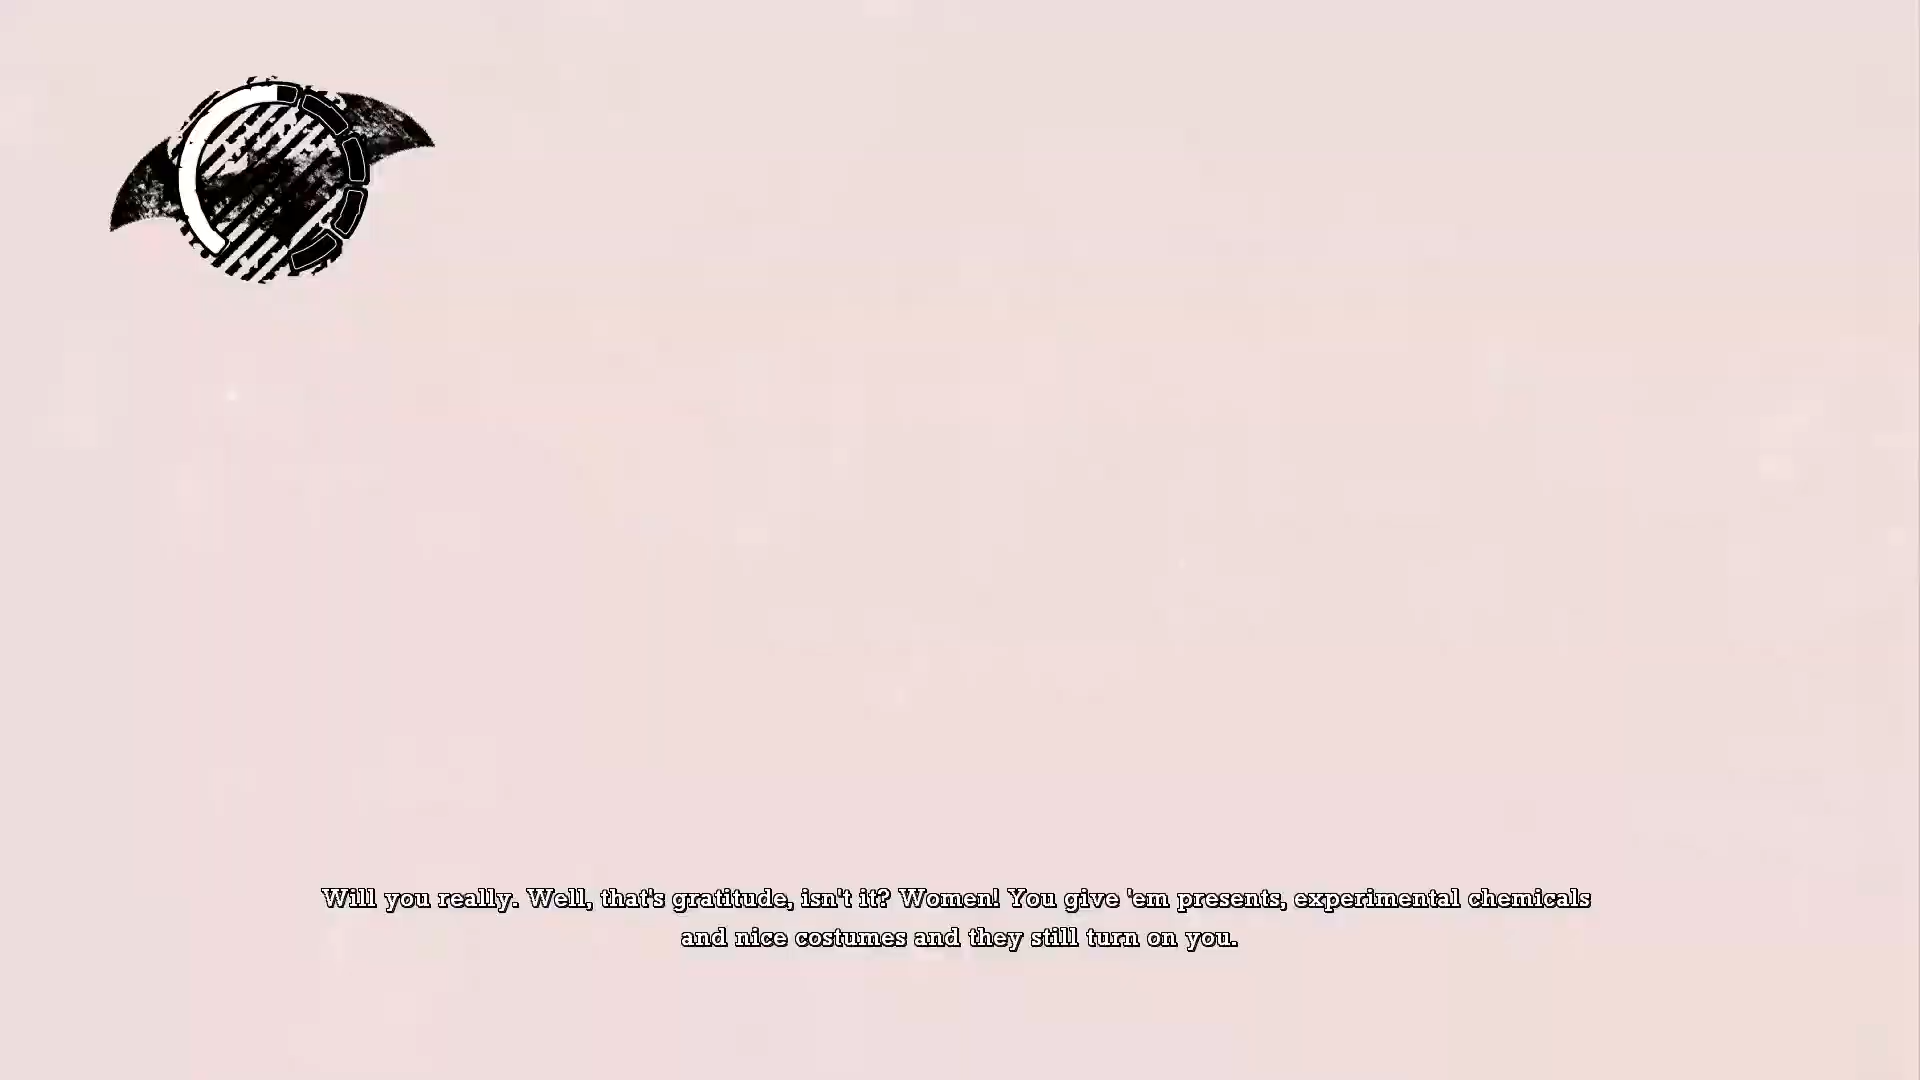 Will you really. Well, that's gratitude, isn't it? Women! You give 'em presents, experimental chemicals
and nice costumes and they still turn on you.